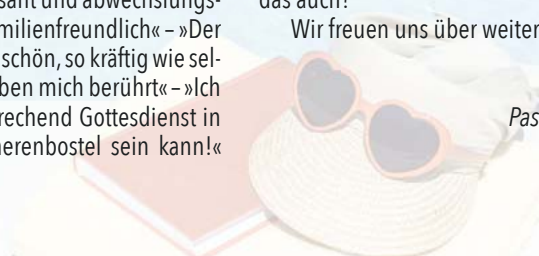 sant und abwechslungs-
milienfreundlich« – »Der
schön, so kräftig wie sel-
ben mich berührt« – »Ich
rechend Gottesdienst in
erenbostel sein kann!«
das auch?
Wir freuen uns über weiter
Pas